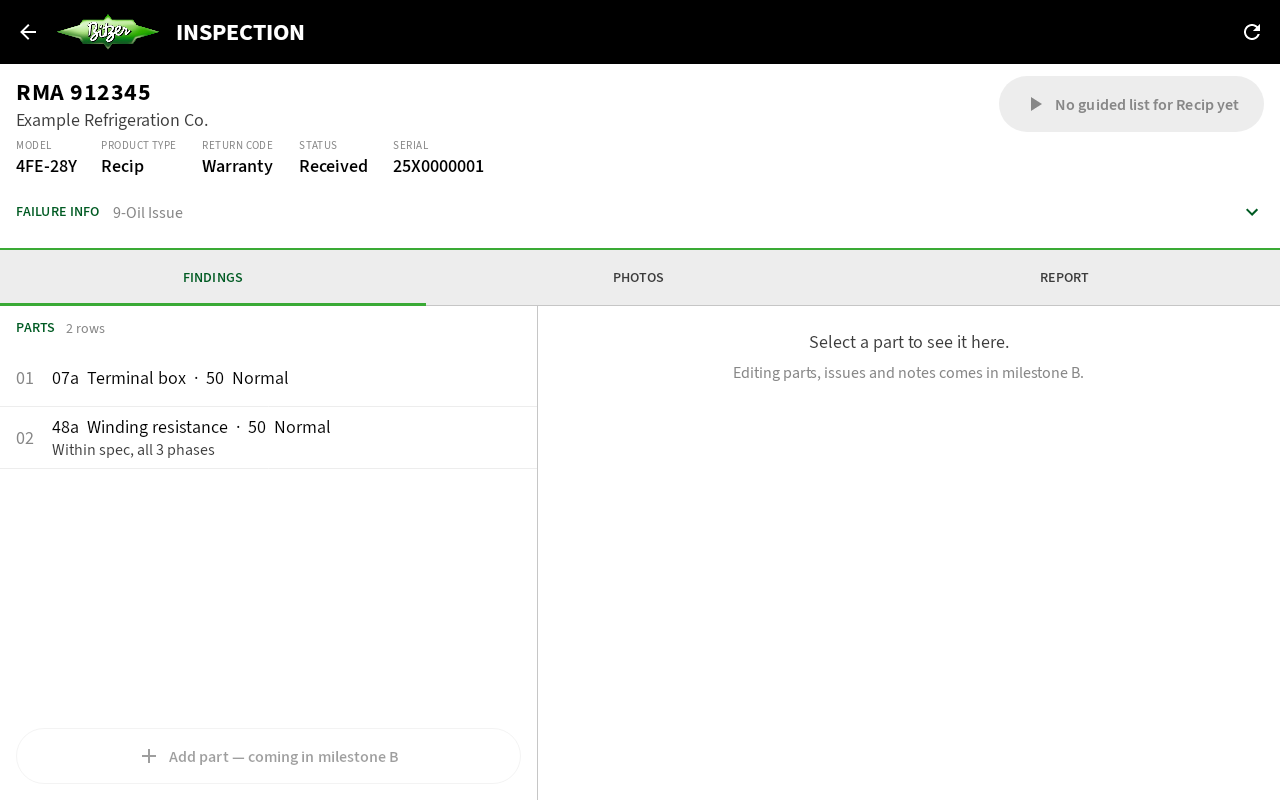 Bitzer
INSPECTION
RMA 912345
Example Refrigeration Co.
No guided list for Recip yet
MODEL PRODUCT TYPE RETURN CODE STATUS SERIAL
4FE-28Y Recip Warranty Received 25X0000001
FAILURE INFO 9-Oil Issue
FINDINGS PHOTOS REPORT
PARTS 2 rows
01 07a Terminal box · 50 Normal
02 48a Winding resistance · 50 Normal
Within spec, all 3 phases
Add part — coming in milestone B
Select a part to see it here.
Editing parts, issues and notes comes in milestone B.